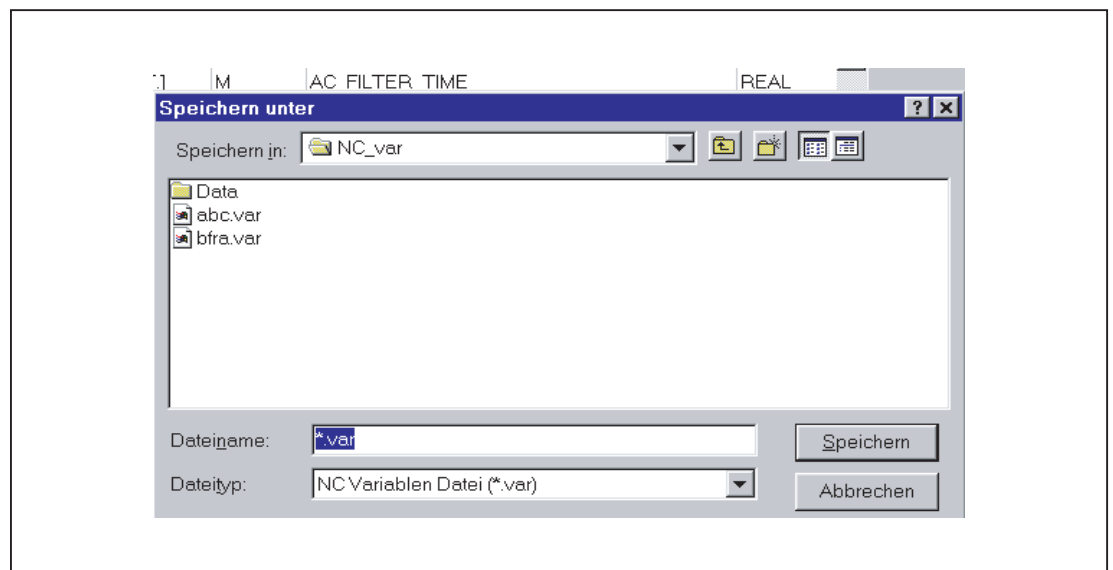 M AC FILTER TIME REAL
Speichern unter
Speichern in: NC_var
Data
abc.var
bfra.var
Dateiname: *.var Speichern
Dateityp: NC Variablen Datei (*.var) Abbrechen